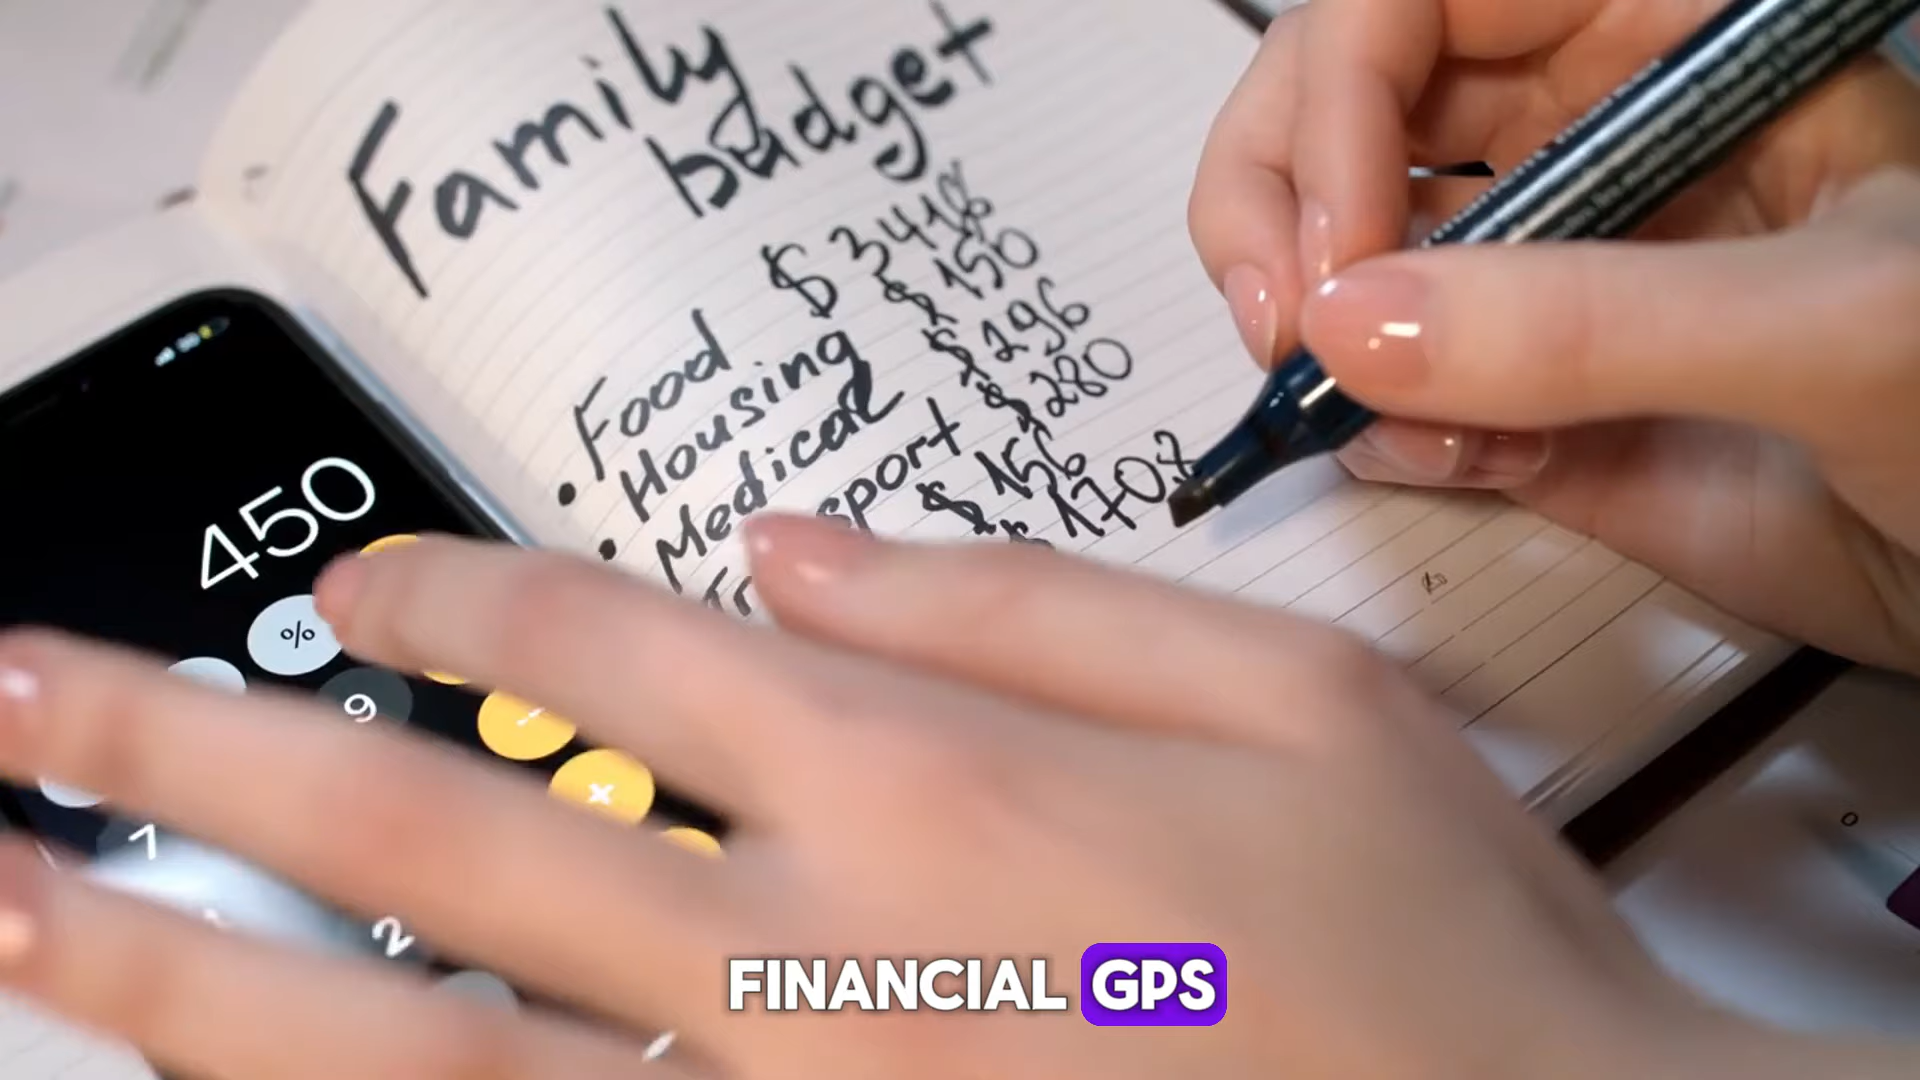 Family
budget
Food $ 3418
Housing $ 150
Medical $ 296
sport $ 280
$ 156
$ 1708
450
%
9
-
×
7
2
FINANCIAL GPS